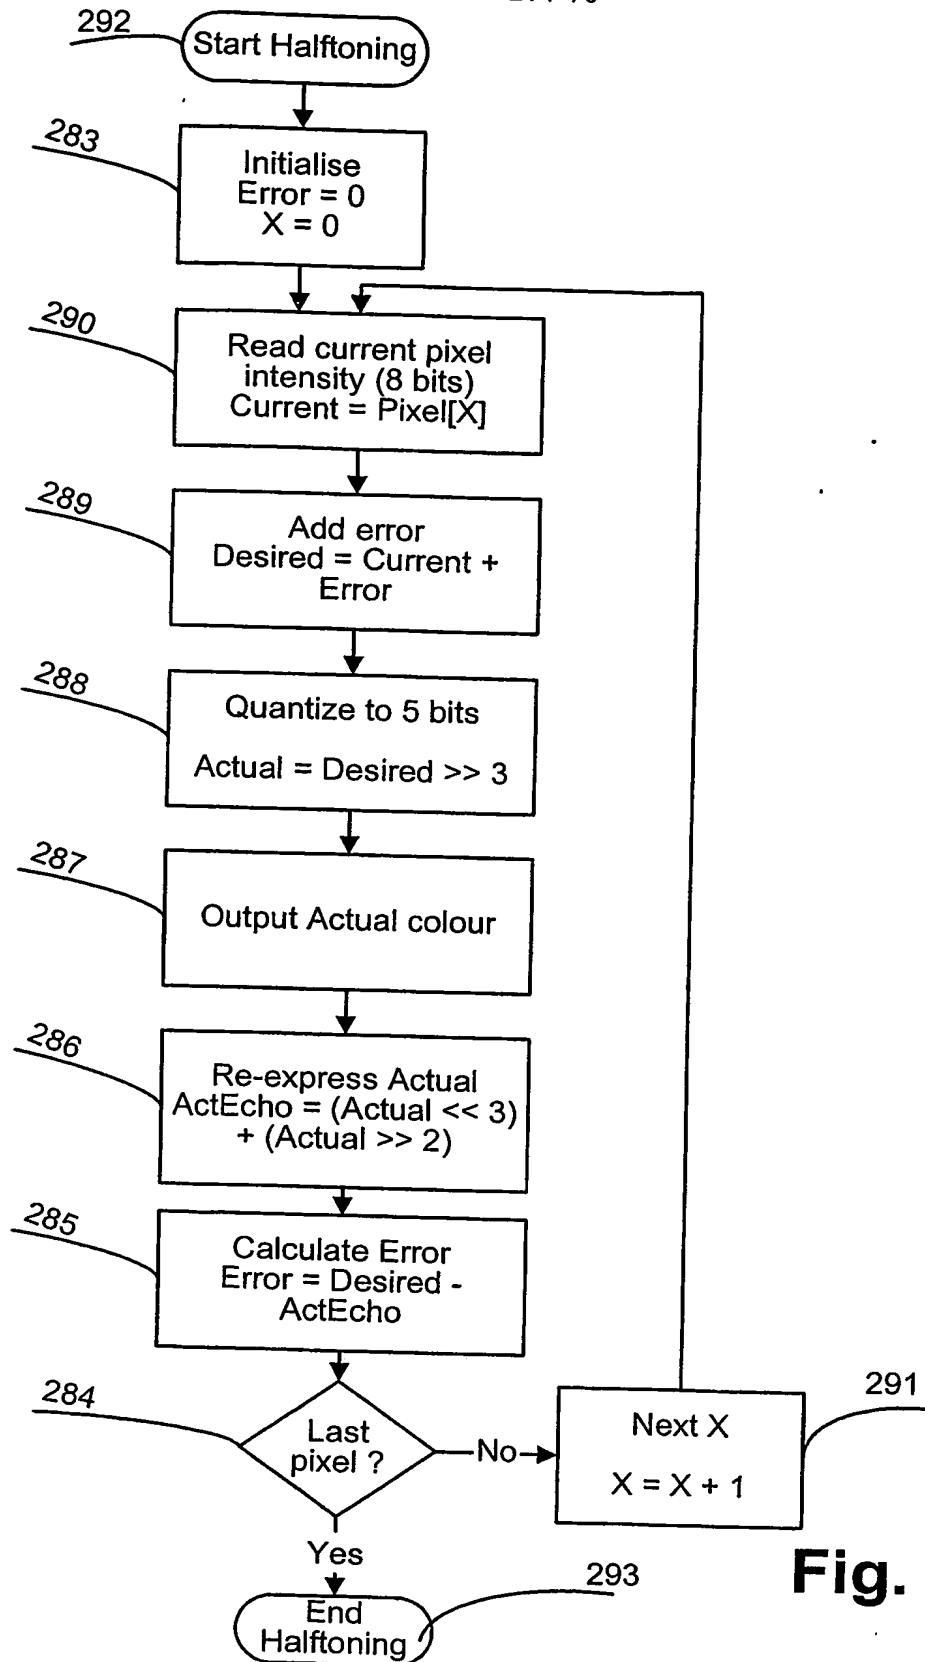 292
Start Halftoning
283
Initialise
Error = 0
X = 0
290
Read current pixel
intensity (8 bits)
Current = Pixel[X]
289
Add error
Desired = Current +
Error
288
Quantize to 5 bits
Actual = Desired >> 3
287
Output Actual colour
286
Re-express Actual
ActEcho = (Actual << 3)
+ (Actual >> 2)
285
Calculate Error
Error = Desired -
ActEcho
284
Last
pixel ?
No
Next X
X = X + 1
291
Yes
End
Halftoning
293
Fig.